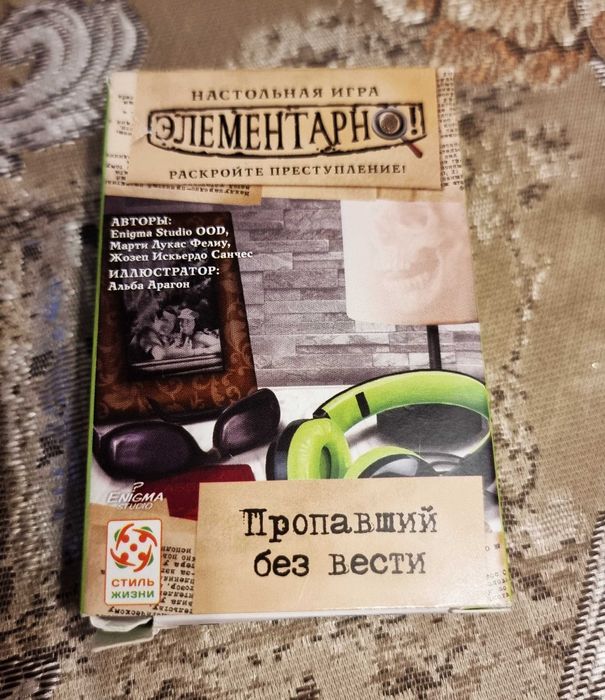 НАСТОЛЬНАЯ ИГРА
ЭЛЕМЕНТАРНО!
РАСКРОЙТЕ ПРЕСТУПЛЕНИЕ!
АВТОРЫ:
Enigma Studio OOD,
Марти Лукас Фелиу,
Жозеп Искьердо Санчес
ИЛЛЮСТРАТОР:
Альба Арагон
ENIGMA
STUDIO
Пропавший
без вести
СТИЛЬ
ЖИЗНИ